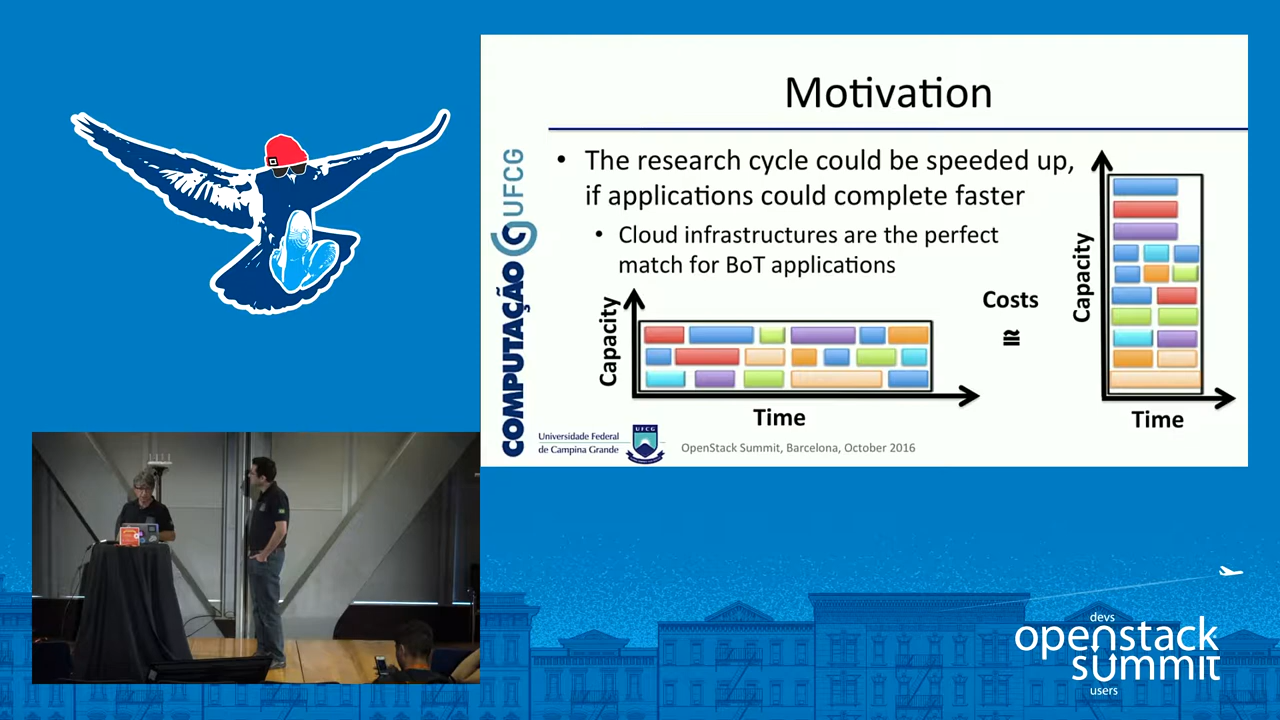 Motivation
• The research cycle could be speeded up,
if applications could complete faster
• Cloud infrastructures are the perfect
match for BoT applications
Capacity
Time
Costs
≅
Capacity
Time
COMPUTAÇÃO UFCG
Universidade Federal
de Campina Grande
UFCG
OpenStack Summit, Barcelona, October 2016
devs
openstack
summit
users